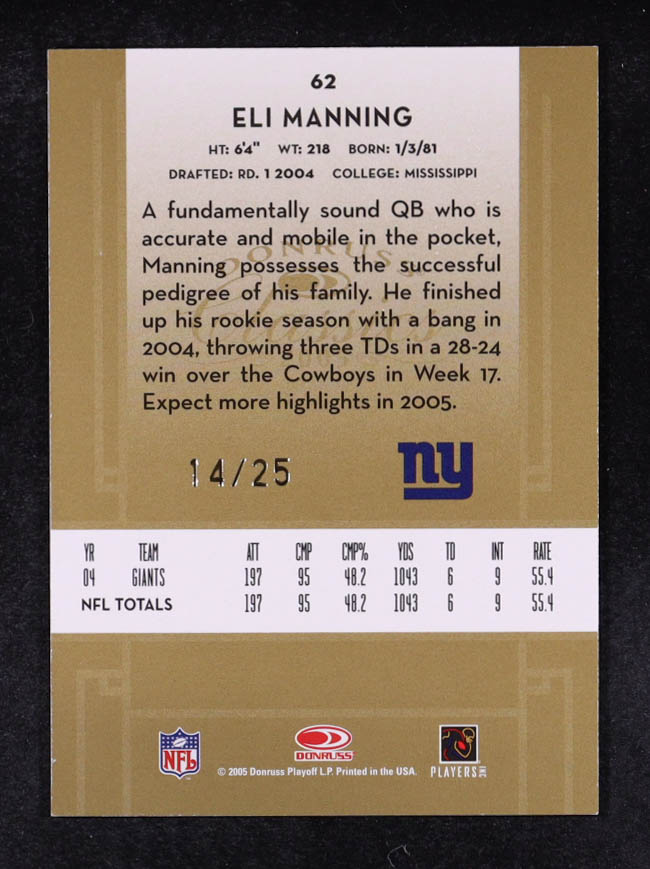 62
ELI MANNING
HT: 6'4" WT: 218 BORN: 1/3/81
DRAFTED: RD. 1 2004 COLLEGE: MISSISSIPPI
A fundamentally sound QB who is
accurate and mobile in the pocket,
Manning possesses the successful
pedigree of his family. He finished
up his rookie season with a bang in
2004, throwing three TDs in a 28-24
win over the Cowboys in Week 17.
Expect more highlights in 2005.
DONRUSS
Classics
14/25
ny
YR TEAM ATT CMP CMP% YDS TD INT RATE
04 GIANTS 197 95 48.2 1043 6 9 55.4
NFL TOTALS 197 95 48.2 1043 6 9 55.4
NFL
DONRUSS
© 2005 Donruss Playoff L.P. Printed in the USA.
PLAYERS INC